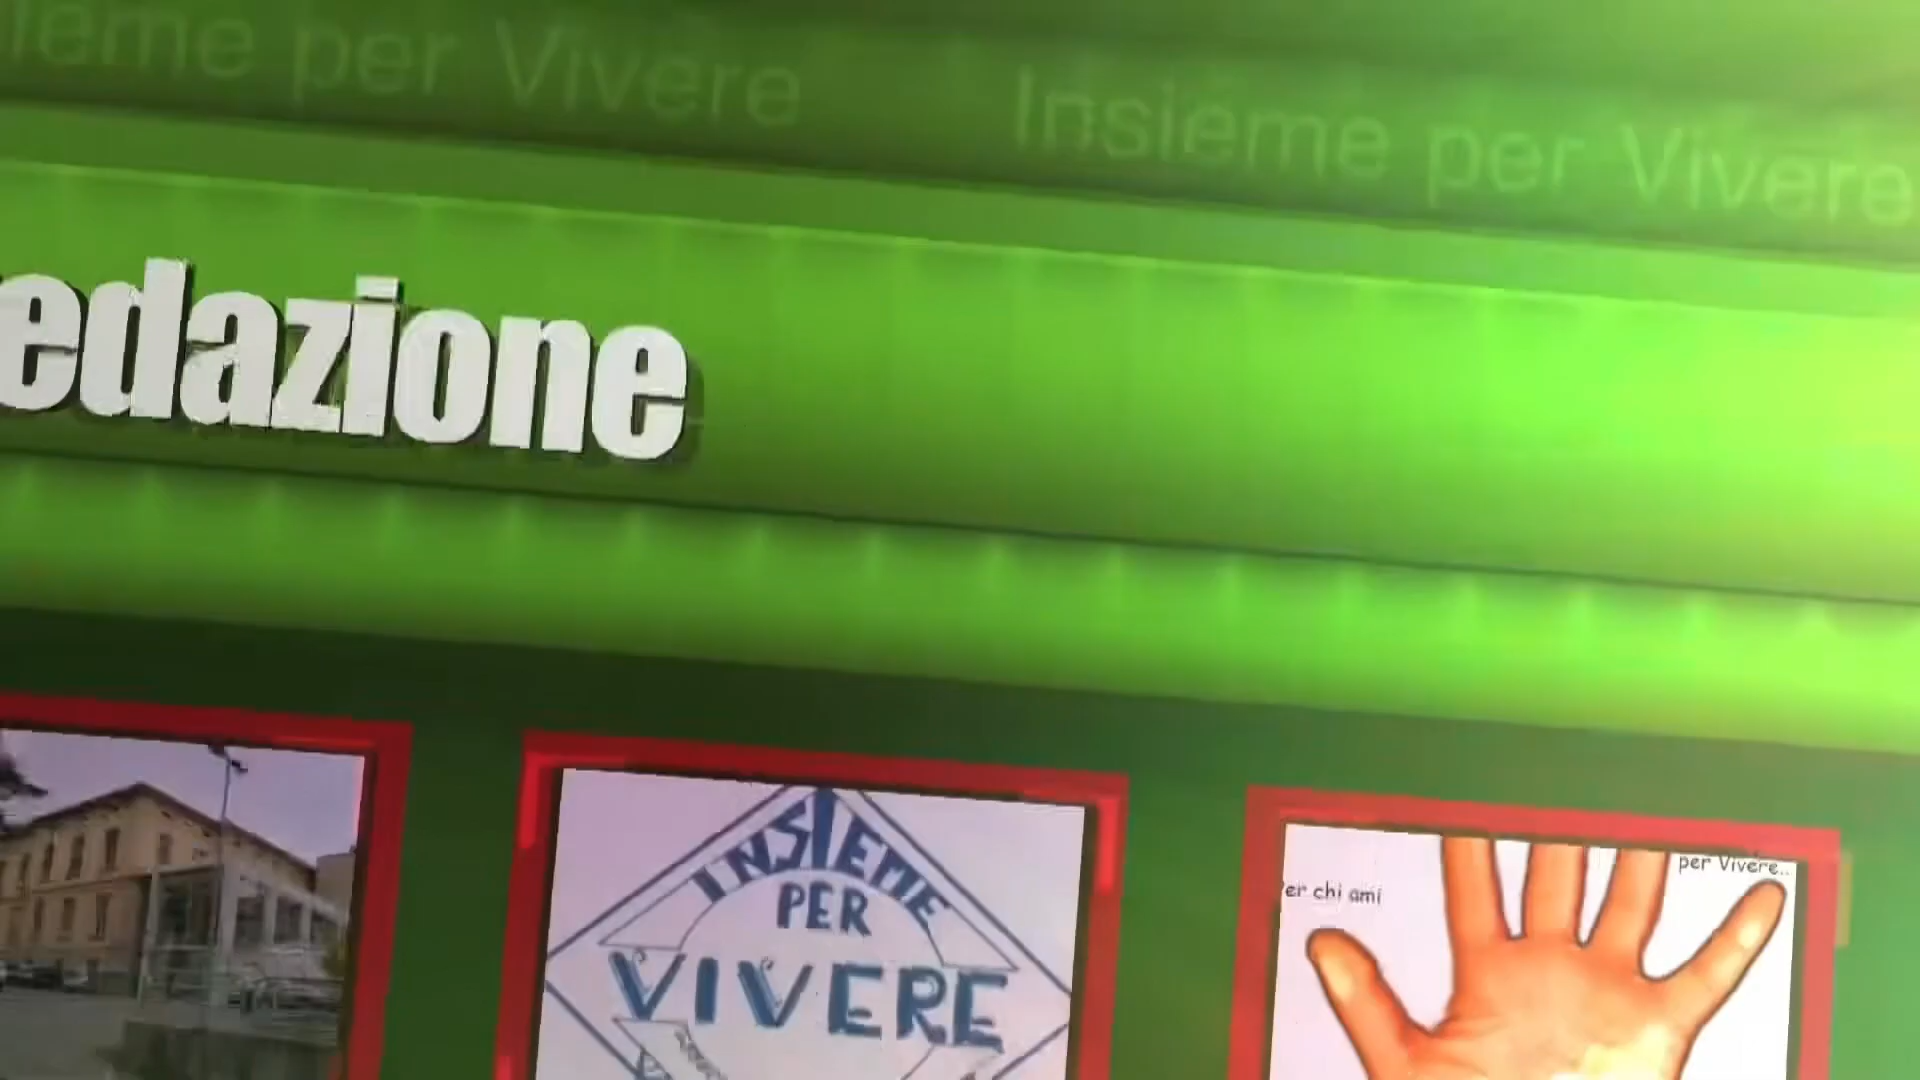 ieme per Vivere
Insieme per Vivere
edazione
INSIEME
PER
VIVERE
er chi ami
per Vivere..